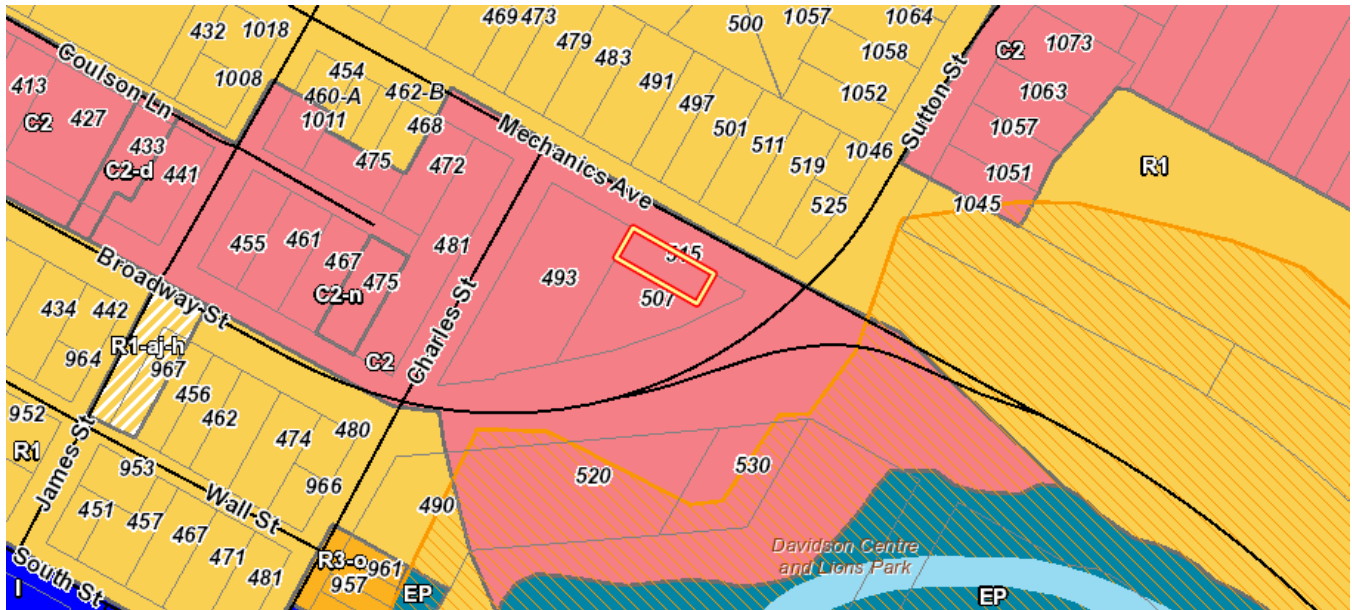 469
473
479
483
491
497
501
511
519
525
500
1057
1064
1058
1052
1046
Sutton St
C2
1073
1063
1057
1051
1045
R1
432
1018
1008
454
460-A
462-B
1011
468
475
472
Coulson Ln
413
427
C2
433
C2-d
441
Mechanics Ave
455
461
467
475
C2-n
481
493
515
507
Broadway St
Charles St
C2
434
442
964
R1-aj-h
967
456
462
474
480
966
952
R1
James St
953
Wall St
451
457
467
471
481
South St
I
490
520
530
R3-o
961
957
EP
Davidson Centre
and Lions Park
EP